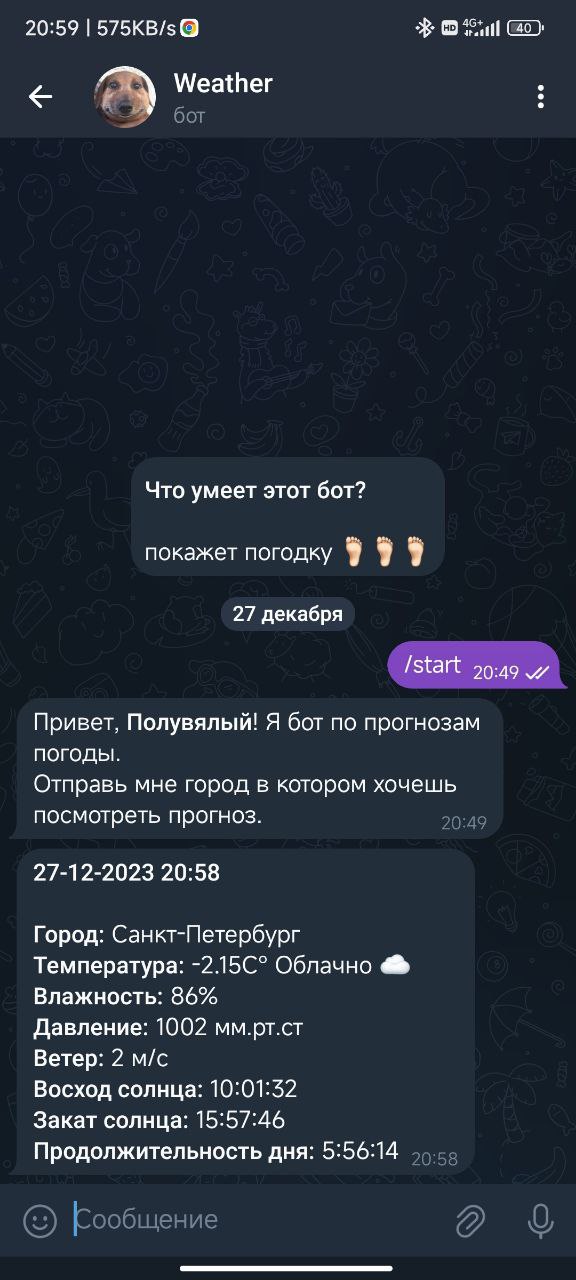 20:59 | 575KB/s
HD 4G+ 40
Weather
бот
Что умеет этот бот?
покажет погодку 🦶🏻 🦶🏻 🦶🏻
27 декабря
/start 20:49
Привет, Полувялый! Я бот по прогнозам
погоды.
Отправь мне город в котором хочешь
посмотреть прогноз.
20:49
27-12-2023 20:58
Город: Санкт-Петербург
Температура: -2.15C° Облачно ☁️
Влажность: 86%
Давление: 1002 мм.рт.ст
Ветер: 2 м/с
Восход солнца: 10:01:32
Закат солнца: 15:57:46
Продолжительность дня: 5:56:14 20:58
Сообщение